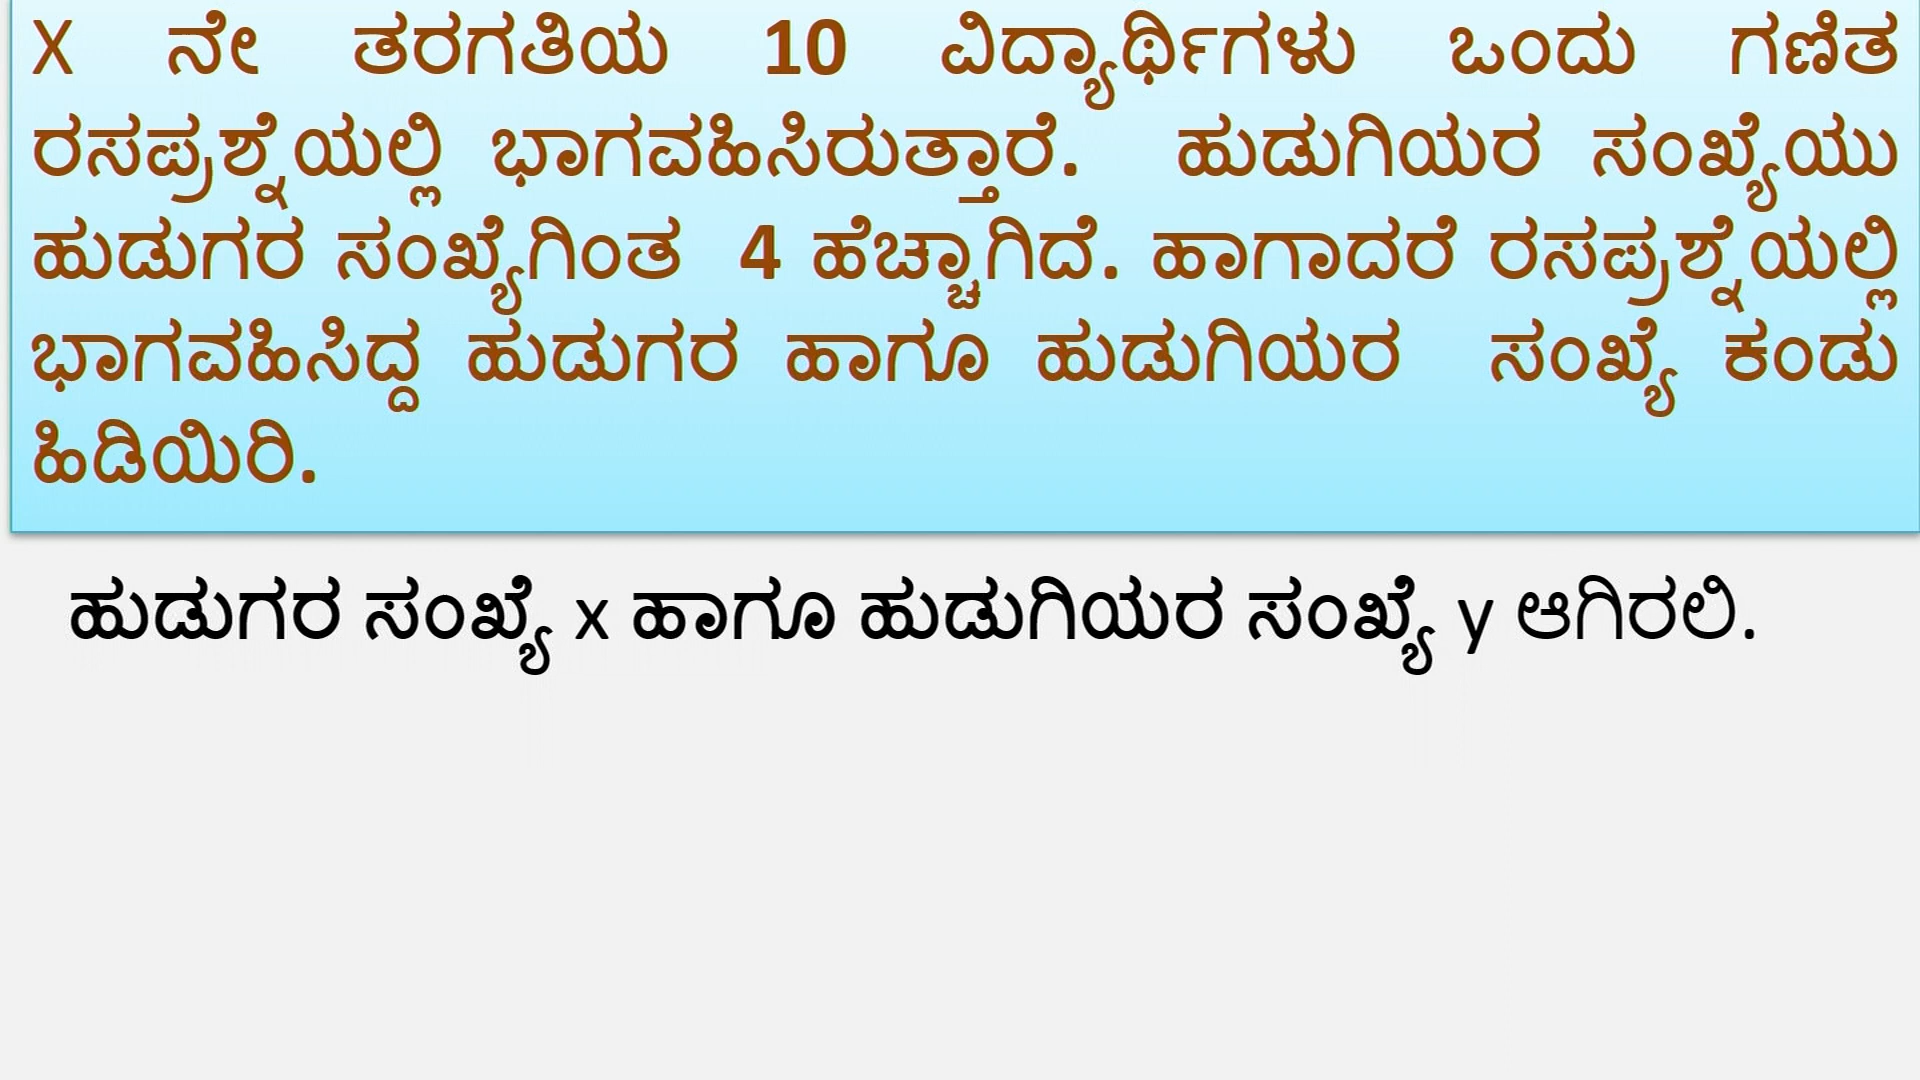 X ನೇ ತರಗತಿಯ 10 ವಿದ್ಯಾರ್ಥಿಗಳು ಒಂದು ಗಣಿತ
ರಸಪ್ರಶ್ನೆಯಲ್ಲಿ ಭಾಗವಹಿಸಿರುತ್ತಾರೆ. ಹುಡುಗಿಯರ ಸಂಖ್ಯೆಯು
ಹುಡುಗರ ಸಂಖ್ಯೆಗಿಂತ 4 ಹೆಚ್ಚಾಗಿದೆ. ಹಾಗಾದರೆ ರಸಪ್ರಶ್ನೆಯಲ್ಲಿ
ಭಾಗವಹಿಸಿದ್ದ ಹುಡುಗರ ಹಾಗೂ ಹುಡುಗಿಯರ ಸಂಖ್ಯೆ ಕಂಡು
ಹಿಡಿಯಿರಿ.
ಹುಡುಗರ ಸಂಖ್ಯೆ x ಹಾಗೂ ಹುಡುಗಿಯರ ಸಂಖ್ಯೆ y ಆಗಿರಲಿ.